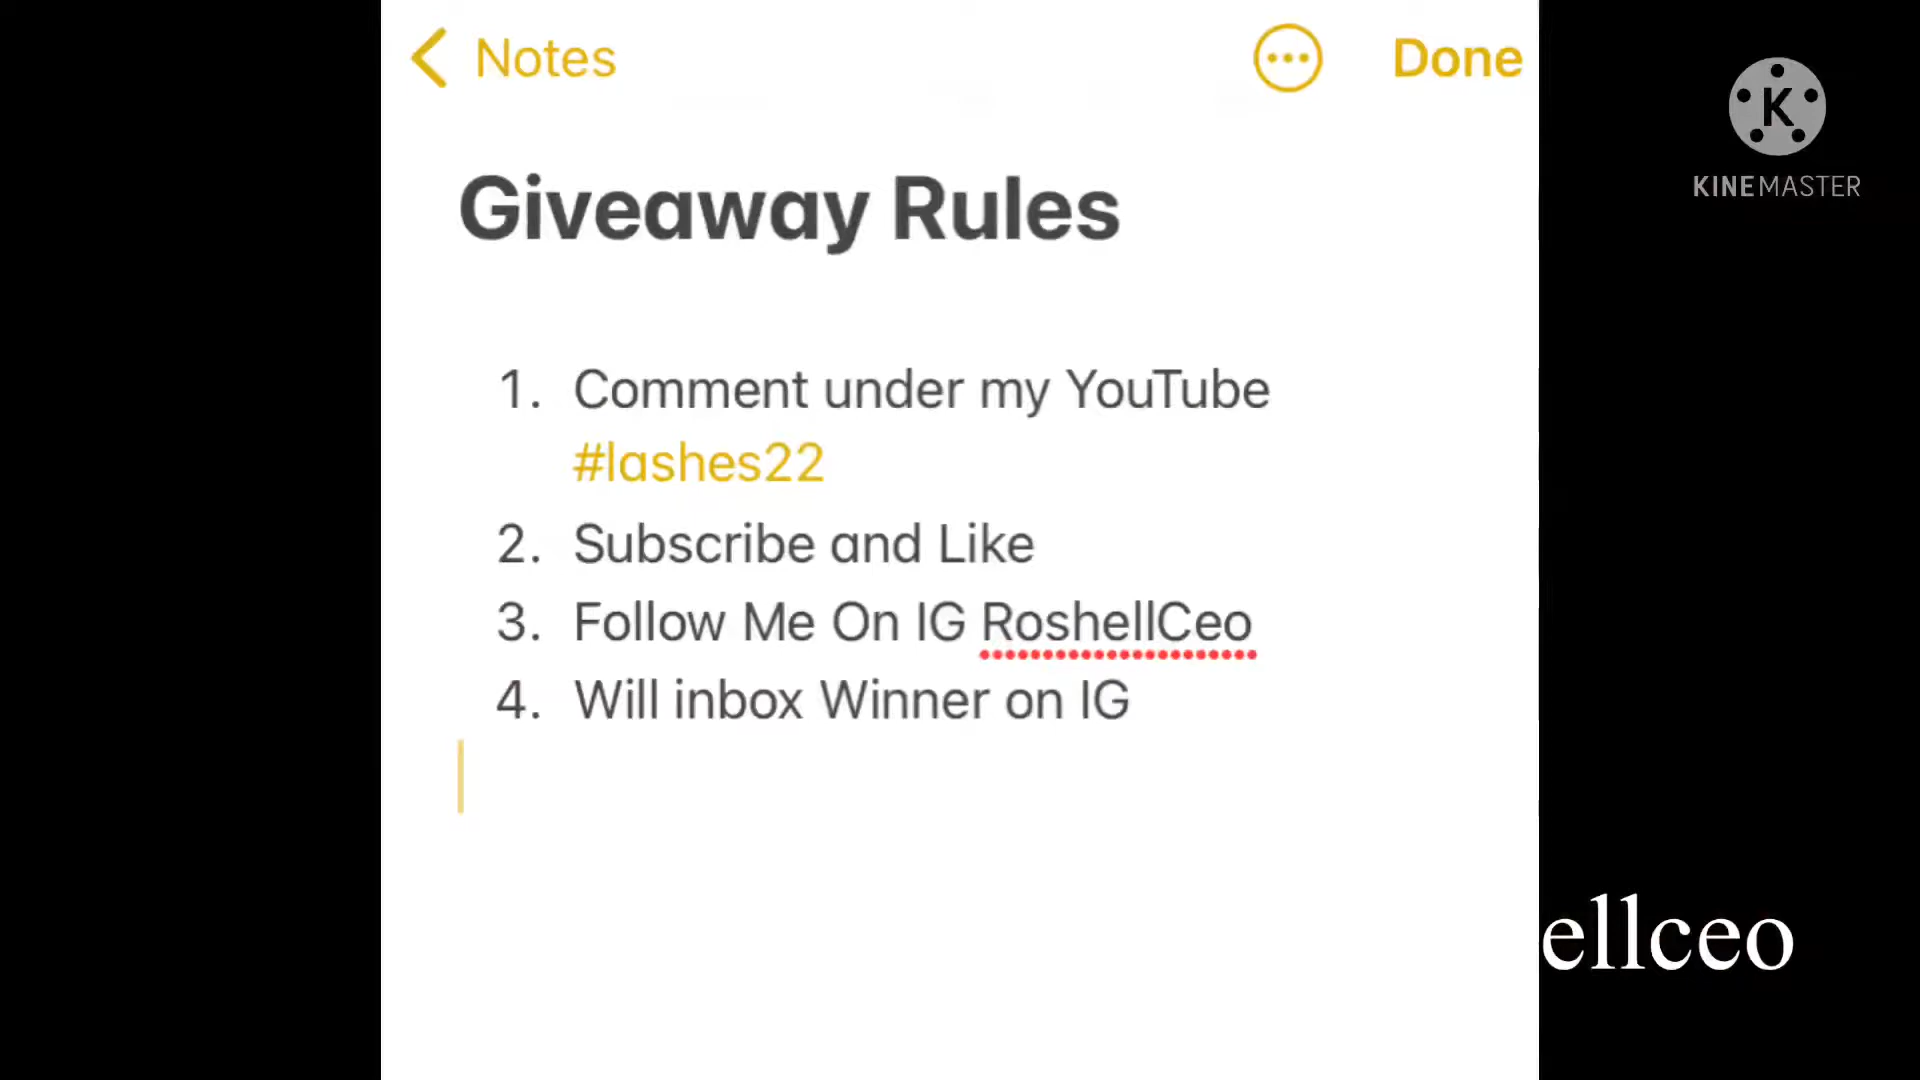 Notes
Done
K
KINEMASTER
Giveaway Rules
1. Comment under my YouTube
#lashes22
2. Subscribe and Like
3. Follow Me On IG RoshellCeo
4. Will inbox Winner on IG
ellceo